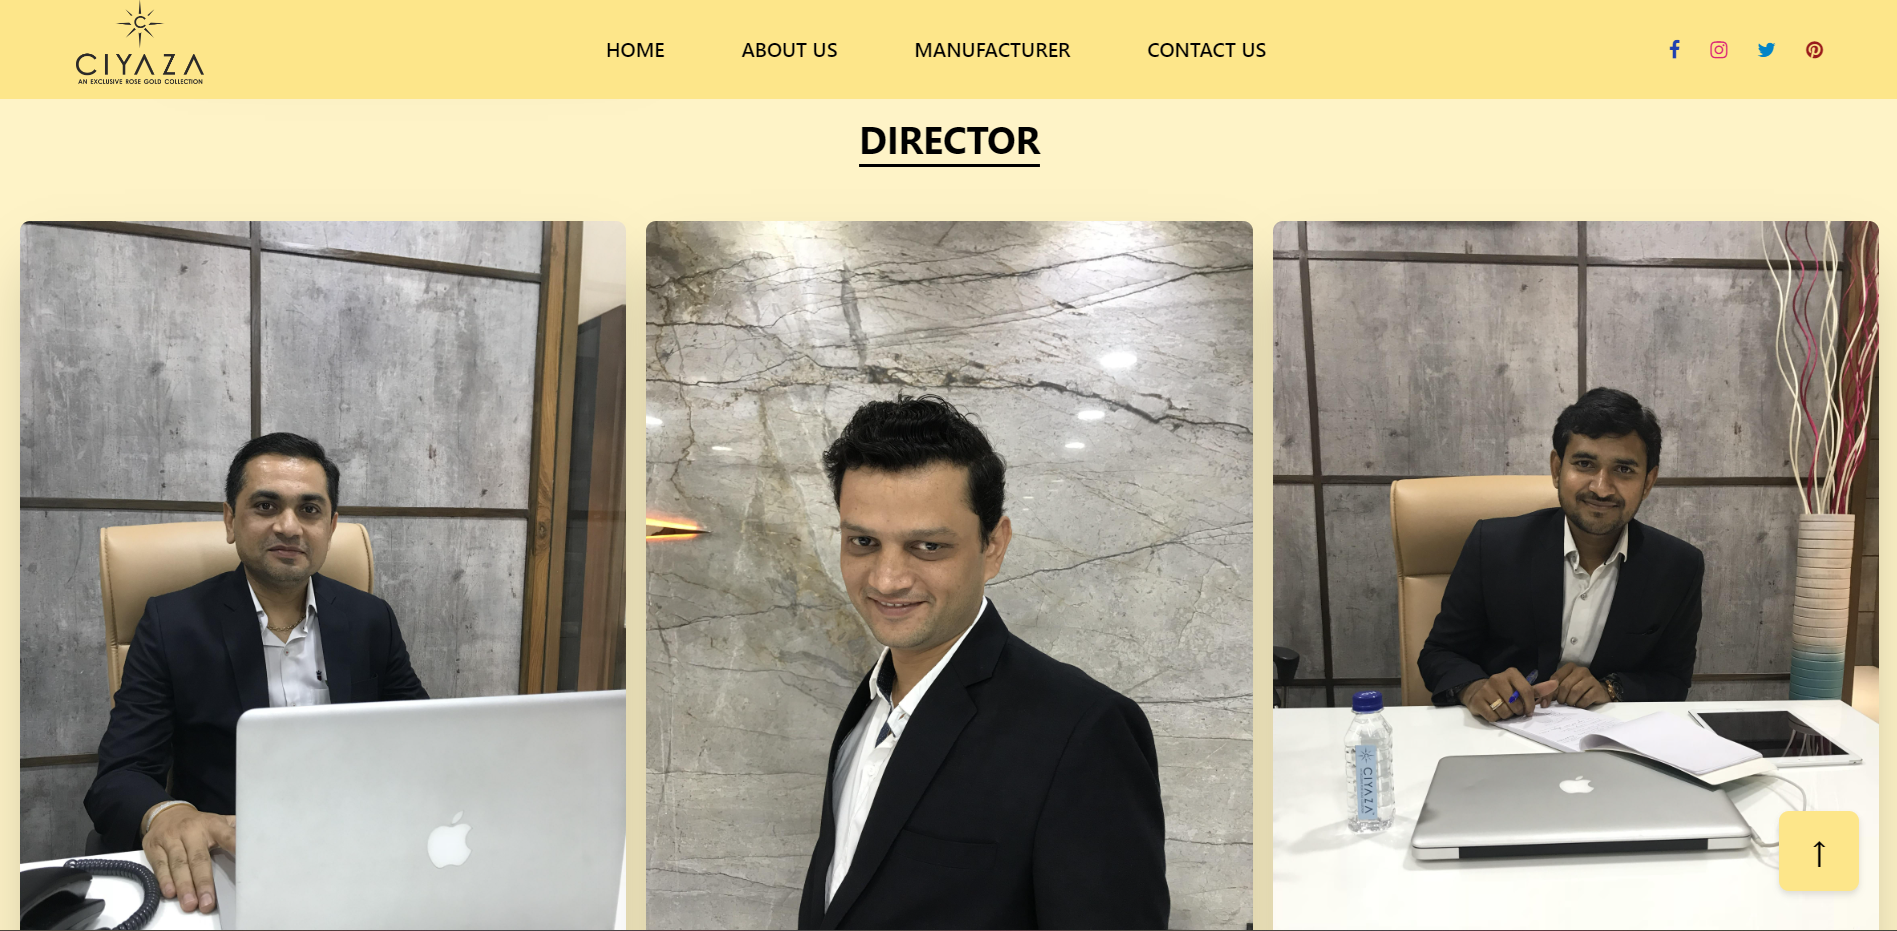 C
CIYAZA
AN EXCLUSIVE ROSE GOLD COLLECTION
HOME
ABOUT US
MANUFACTURER
CONTACT US
DIRECTOR
CIYAZA
↑